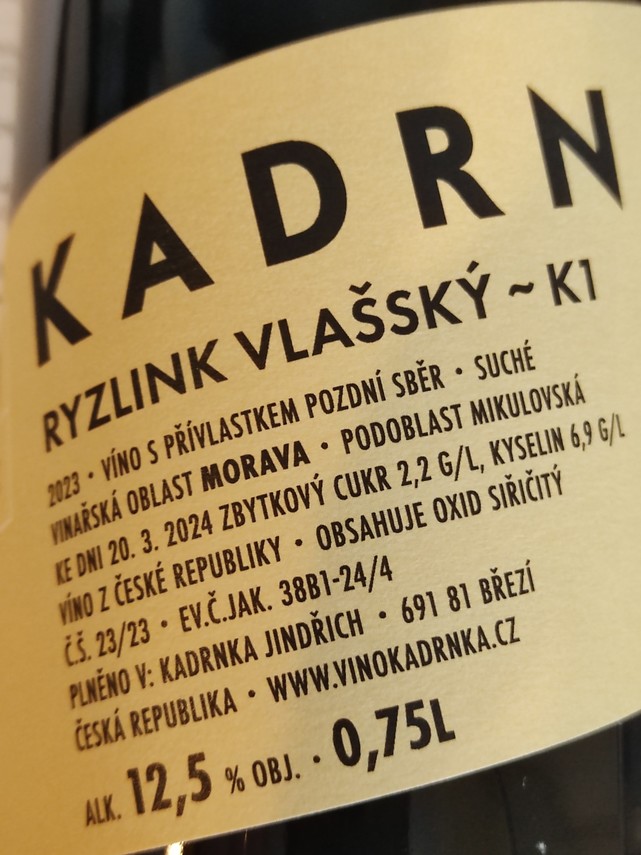 KADRN
RYZLINK VLAŠSKÝ ~ K1
2023 • VÍNO S PŘÍVLASTKEM POZDNÍ SBĚR • SUCHÉ
VINAŘSKÁ OBLAST MORAVA • PODOBLAST MIKULOVSKÁ
KE DNI 20. 3. 2024 ZBYTKOVÝ CUKR 2,2 G/L, KYSELIN 6,9 G/L
VÍNO Z ČESKÉ REPUBLIKY • OBSAHUJE OXID SIŘIČITÝ
Č.Š. 23/23 • EV.Č.JAK. 38B1-24/4
PLNĚNO V: KADRNKA JINDŘICH • 691 81 BŘEZÍ
ČESKÁ REPUBLIKA • WWW.VINOKADRNKA.CZ
ALK. 12,5 % OBJ. • 0,75L